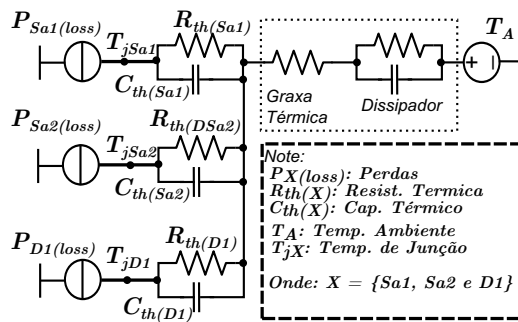 P_Sa1(loss)
T_jSa1
R_th(Sa1)
C_th(Sa1)
Graxa
Térmica
Dissipador
T_A
+ −
P_Sa2(loss)
T_jSa2
R_th(DSa2)
C_th(Sa2)
P_D1(loss)
T_jD1
R_th(D1)
C_th(D1)
Note:
P_X(loss): Perdas
R_th(X): Resist. Termica
C_th(X): Cap. Térmico
T_A: Temp. Ambiente
T_jX: Temp. de Junção
Onde: X = {Sa1, Sa2 e D1}